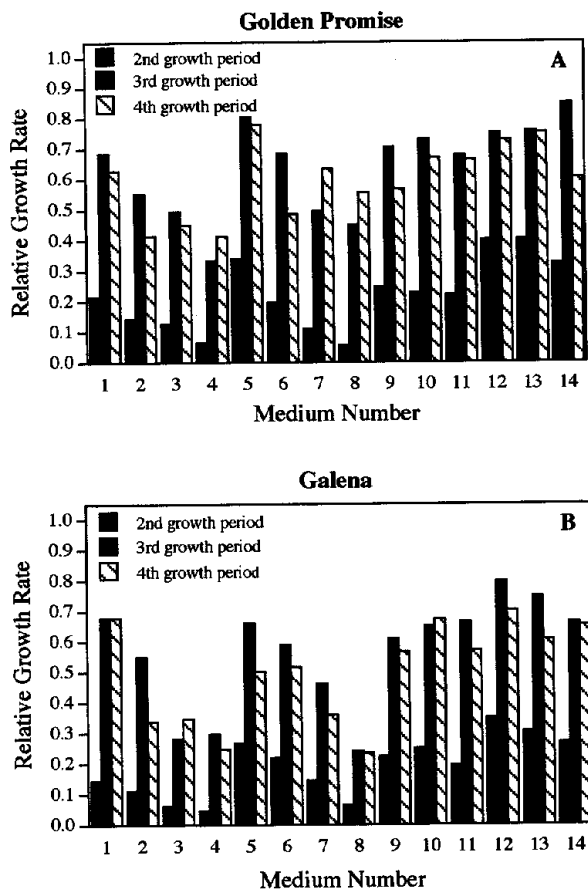 Golden Promise
A
2nd growth period
3rd growth period
4th growth period
1.0
0.9
0.8
0.7
0.6
0.5
0.4
0.3
0.2
0.1
0.0
Relative Growth Rate
1 2 3 4 5 6 7 8 9 10 11 12 13 14
Medium Number
Galena
B
2nd growth period
3rd growth period
4th growth period
1.0
0.9
0.8
0.7
0.6
0.5
0.4
0.3
0.2
0.1
0.0
Relative Growth Rate
1 2 3 4 5 6 7 8 9 10 11 12 13 14
Medium Number